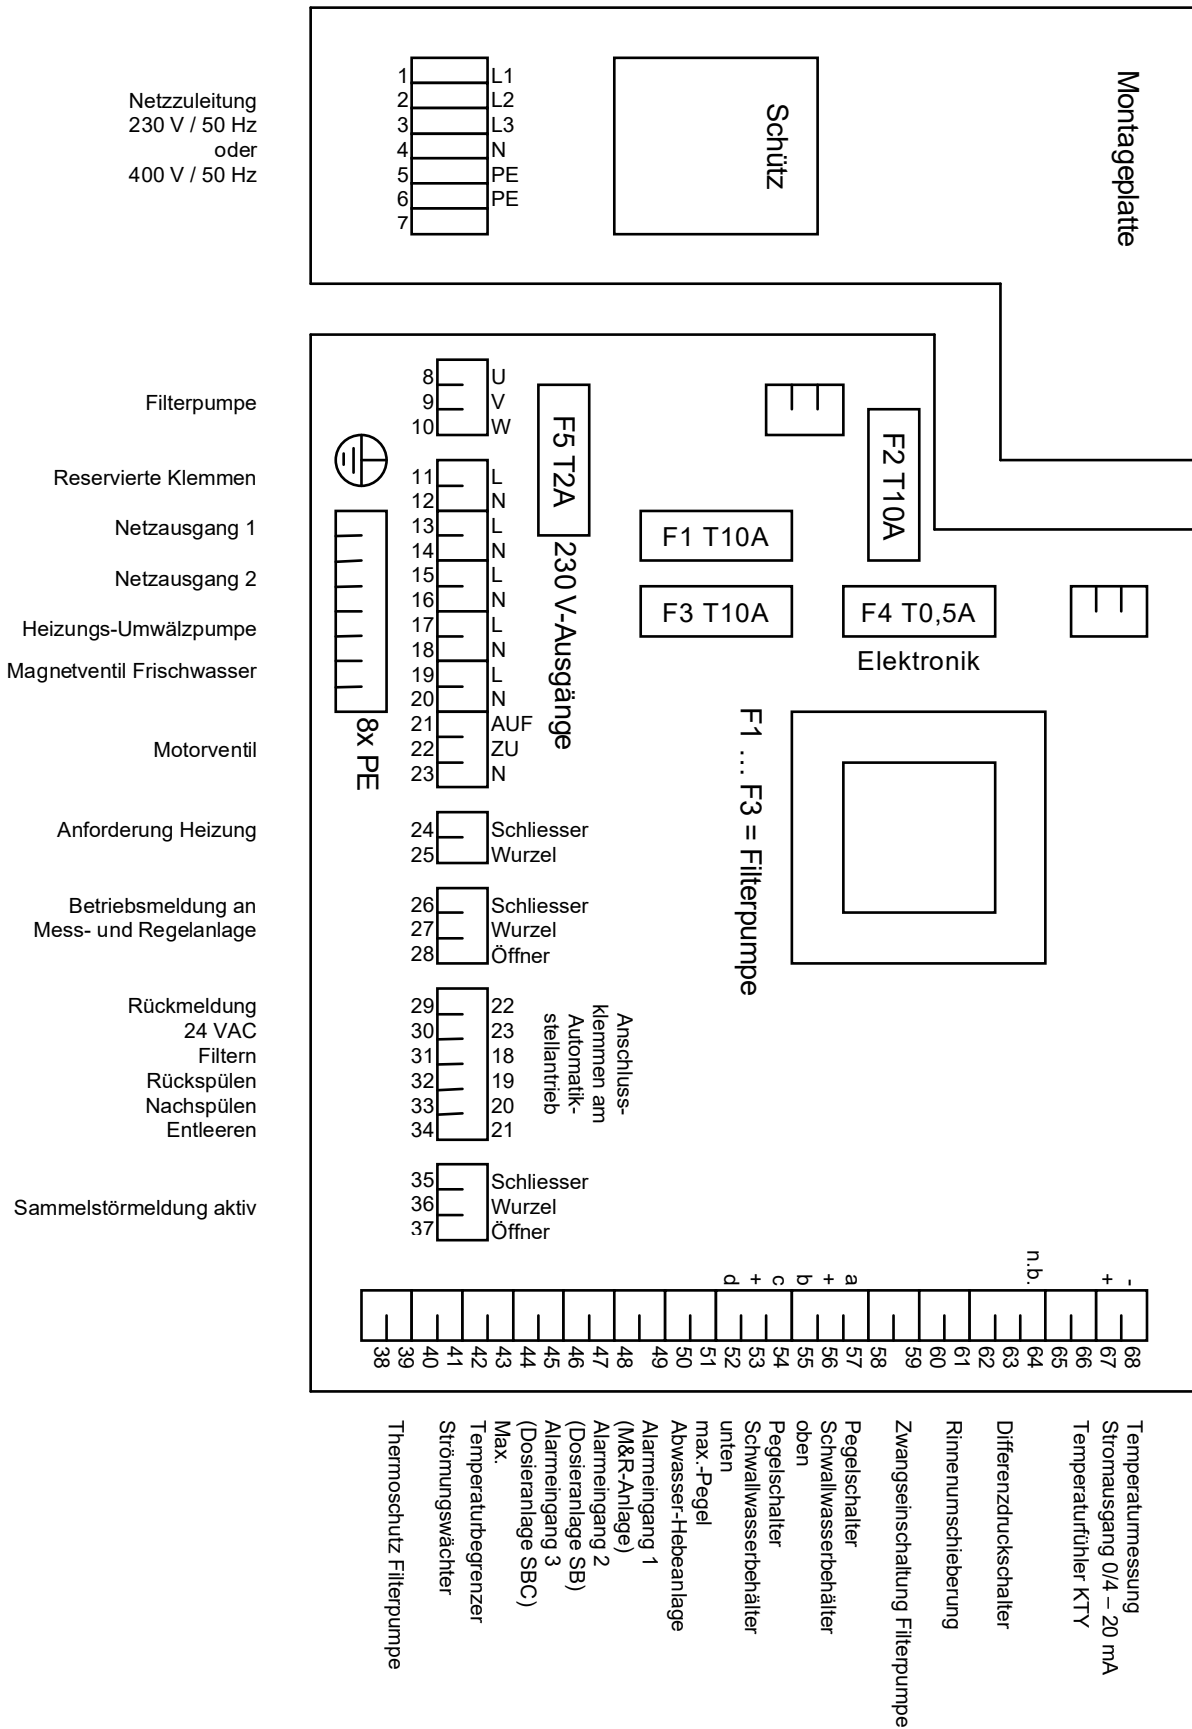 Netzzuleitung
230 V / 50 Hz
oder
400 V / 50 Hz
1 L1
2 L2
3 L3
4 N
5 PE
6 PE
7
Schütz
Montageplatte
Filterpumpe
8 U
9 V
10 W
F5 T2A
230 V-Ausgänge
F2 T10A
F1 T10A
F3 T10A
F4 T0,5A
Elektronik
F1 ... F3 = Filterpumpe
8x PE
Reservierte Klemmen
11 L
12 N
Netzausgang 1
13 L
14 N
Netzausgang 2
15 L
16 N
Heizungs-Umwälzpumpe
17 L
18 N
Magnetventil Frischwasser
19 L
20 N
Motorventil
21 AUF
22 ZU
23 N
Anforderung Heizung
24 Schliesser
25 Wurzel
Betriebsmeldung an
Mess- und Regelanlage
26 Schliesser
27 Wurzel
28 Öffner
Rückmeldung 29 22
24 VAC 30 23
Filtern 31 18
Rückspülen 32 19
Nachspülen 33 20
Entleeren 34 21
Anschluss-
klemmen am
Automatik-
stellantrieb
Sammelstörmeldung aktiv
35 Schliesser
36 Wurzel
37 Öffner
d + c b + a n.b. + -
38 39 40 41 42 43 44 45 46 47 48 49 50 51 52 53 54 55 56 57 58 59 60 61 62 63 64 65 66 67 68
Thermoschutz Filterpumpe
Strömungswächter
Temperaturbegrenzer
Max.
(Dosieranlage SBC)
Alarmeingang 3
(Dosieranlage SB)
Alarmeingang 2
(M&R-Anlage)
Alarmeingang 1
Abwasser-Hebeanlage
max.-Pegel
unten
Schwallwasserbehälter
Pegelschalter
oben
Schwallwasserbehälter
Pegelschalter
Zwangseinschaltung Filterpumpe
Rinnenumschieberung
Differenzdruckschalter
Temperaturfühler KTY
Stromausgang 0/4 – 20 mA
Temperaturmessung